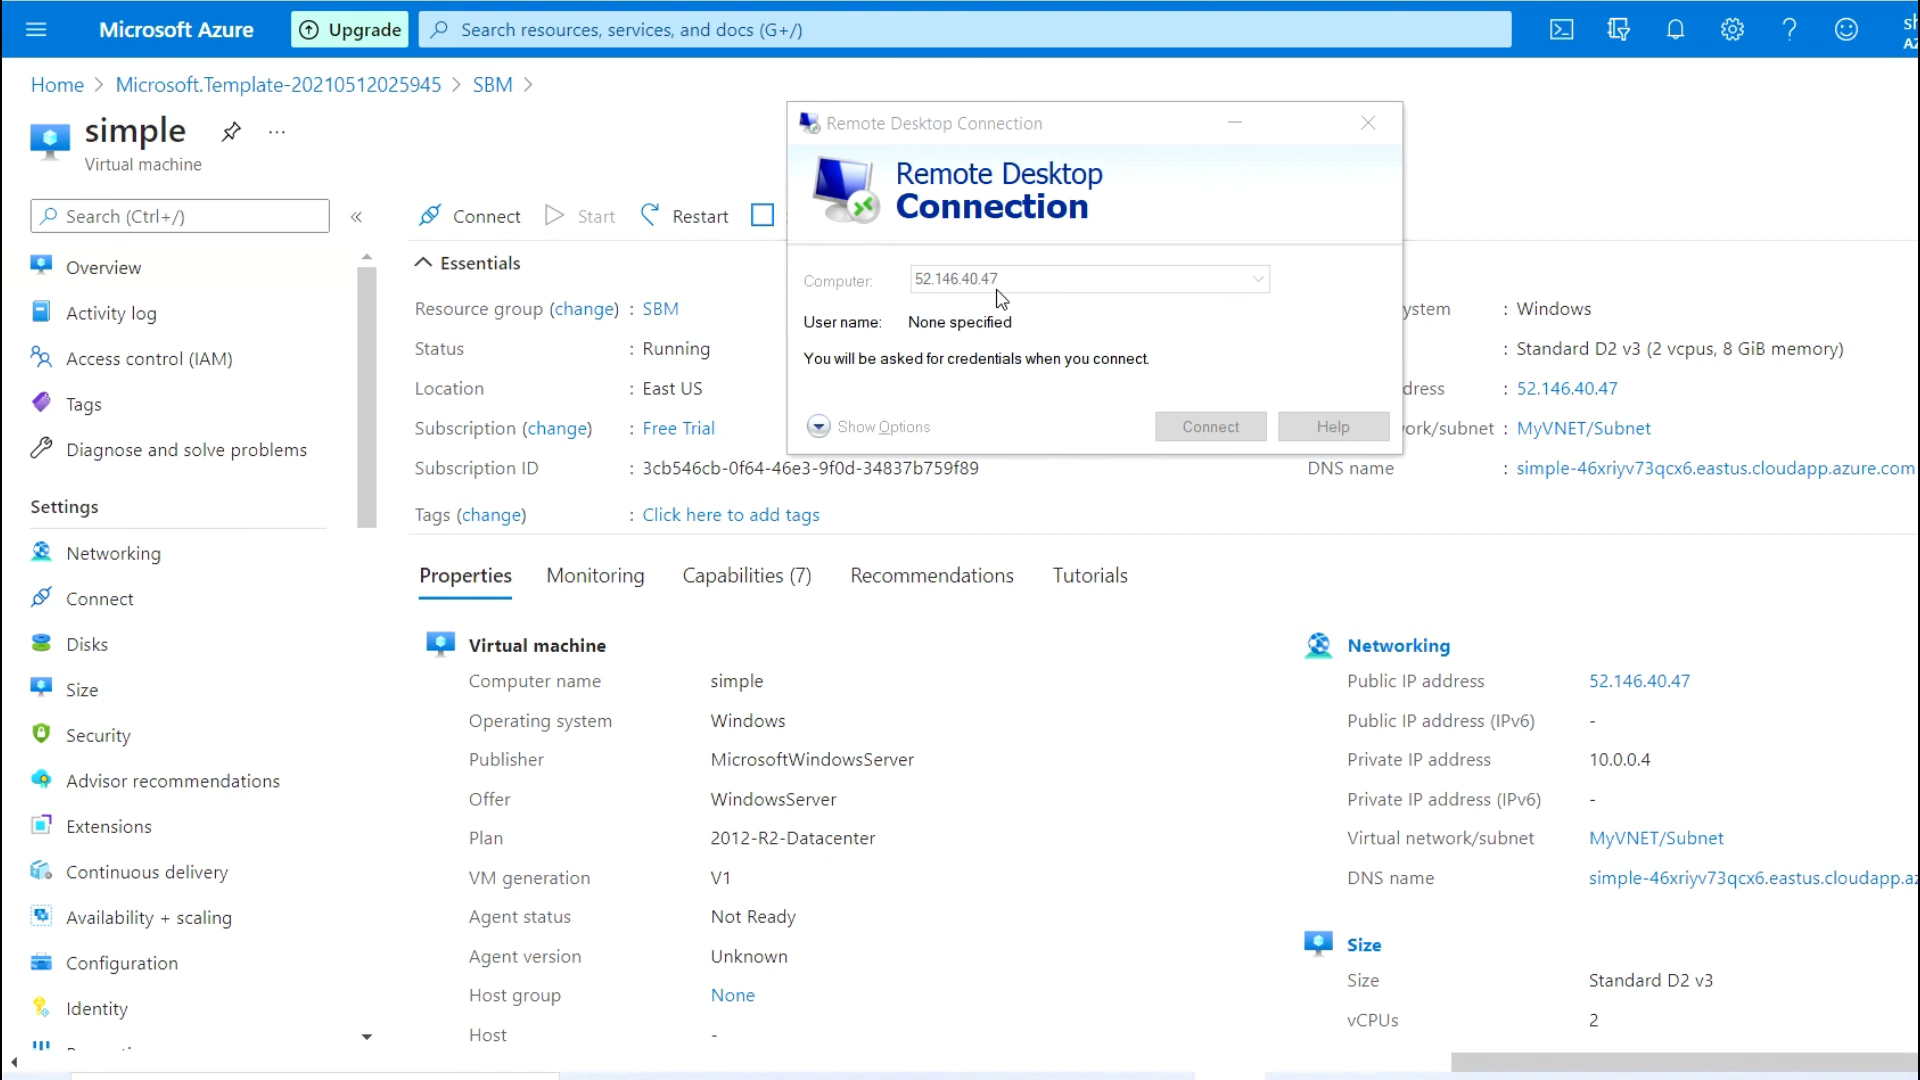 Microsoft Azure
Upgrade
Search resources, services, and docs (G+/)
Home > Microsoft.Template-20210512025945 > SBM >
simple
Virtual machine
Search (Ctrl+/)
Overview
Activity log
Access control (IAM)
Tags
Diagnose and solve problems
Settings
Networking
Connect
Disks
Size
Security
Advisor recommendations
Extensions
Continuous delivery
Availability + scaling
Configuration
Identity
Connect
Start
Restart
Essentials
Resource group (change) : SBM
Status : Running
Location : East US
Subscription (change) : Free Trial
Subscription ID : 3cb546cb-0f64-46e3-9f0d-34837b759f89
Tags (change) : Click here to add tags
ystem : Windows
: Standard D2 v3 (2 vcpus, 8 GiB memory)
dress : 52.146.40.47
ork/subnet : MyVNET/Subnet
DNS name : simple-46xriyv73qcx6.eastus.cloudapp.azure.com
Remote Desktop Connection
Remote Desktop
Connection
Computer: 52.146.40.47
User name: None specified
You will be asked for credentials when you connect.
Show Options
Connect
Help
Properties
Monitoring
Capabilities (7)
Recommendations
Tutorials
Virtual machine
Computer name simple
Operating system Windows
Publisher MicrosoftWindowsServer
Offer WindowsServer
Plan 2012-R2-Datacenter
VM generation V1
Agent status Not Ready
Agent version Unknown
Host group None
Host -
Networking
Public IP address 52.146.40.47
Public IP address (IPv6) -
Private IP address 10.0.0.4
Private IP address (IPv6) -
Virtual network/subnet MyVNET/Subnet
DNS name simple-46xriyv73qcx6.eastus.cloudapp.az
Size
Size Standard D2 v3
vCPUs 2